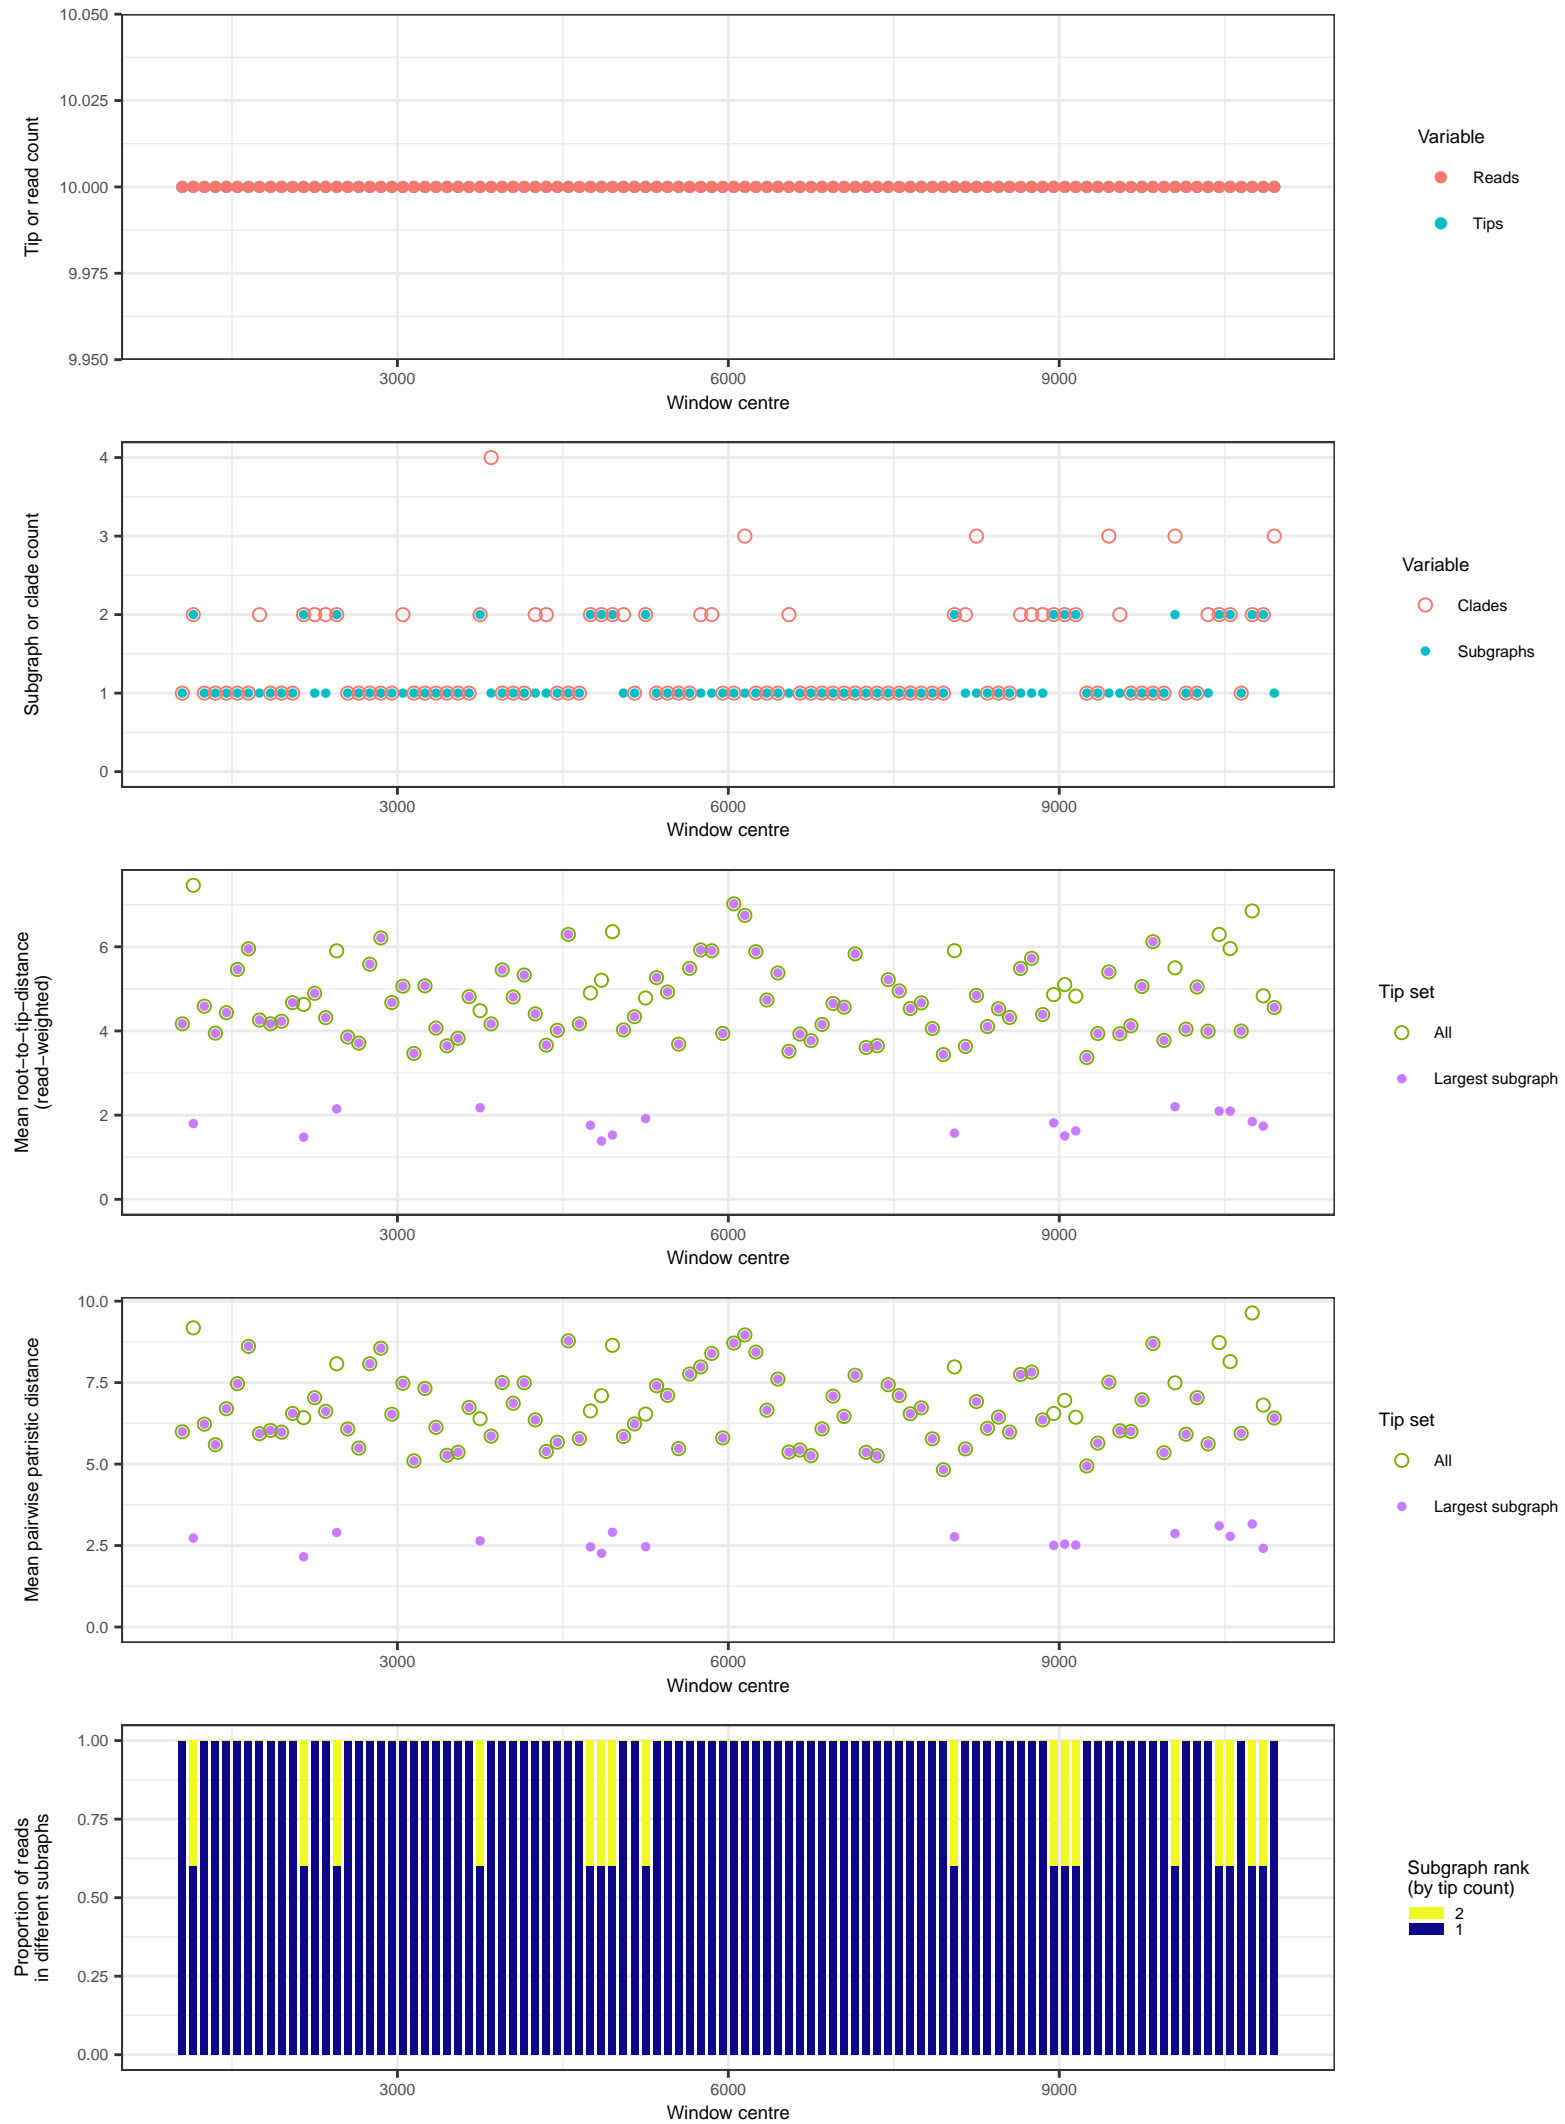 10.050
10.025
10.000
9.975
9.950
Tip or read count
3000 6000 9000
Window centre
Variable
Reads
Tips
4
3
2
1
0
Subgraph or clade count
3000 6000 9000
Window centre
Variable
Clades
Subgraphs
6
4
2
0
Mean root−to−tip−distance
(read−weighted)
3000 6000 9000
Window centre
Tip set
All
Largest subgraph
10.0
7.5
5.0
2.5
0.0
Mean pairwise patristic distance
3000 6000 9000
Window centre
Tip set
All
Largest subgraph
1.00
0.75
0.50
0.25
0.00
Proportion of reads
in different subraphs
3000 6000 9000
Window centre
Subgraph rank
(by tip count)
2
1